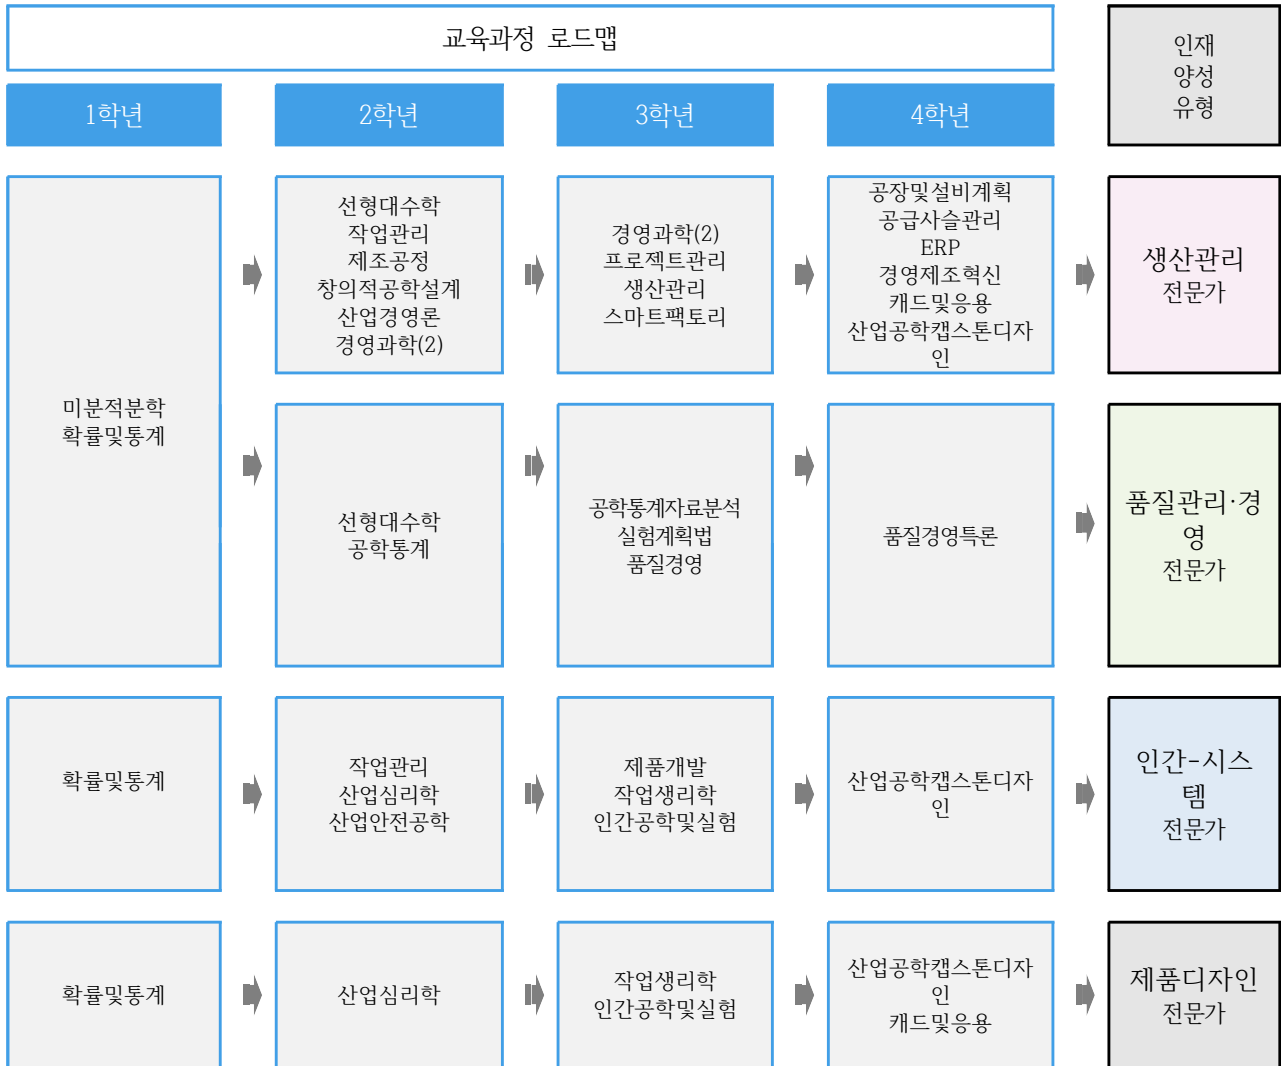 교육과정 로드맵
인재
양성
유형
1학년
2학년
3학년
4학년
미분적분학
확률및통계
선형대수학
작업관리
제조공정
창의적공학설계
산업경영론
경영과학(2)
경영과학(2)
프로젝트관리
생산관리
스마트팩토리
공장및설비계획
공급사슬관리
ERP
경영제조혁신
캐드및응용
산업공학캡스톤디자
인
생산관리
전문가
선형대수학
공학통계
공학통계자료분석
실험계획법
품질경영
품질경영특론
품질관리·경
영
전문가
확률및통계
작업관리
산업심리학
산업안전공학
제품개발
작업생리학
인간공학및실험
산업공학캡스톤디자
인
인간-시스
템
전문가
확률및통계
산업심리학
작업생리학
인간공학및실험
산업공학캡스톤디자
인
캐드및응용
제품디자인
전문가